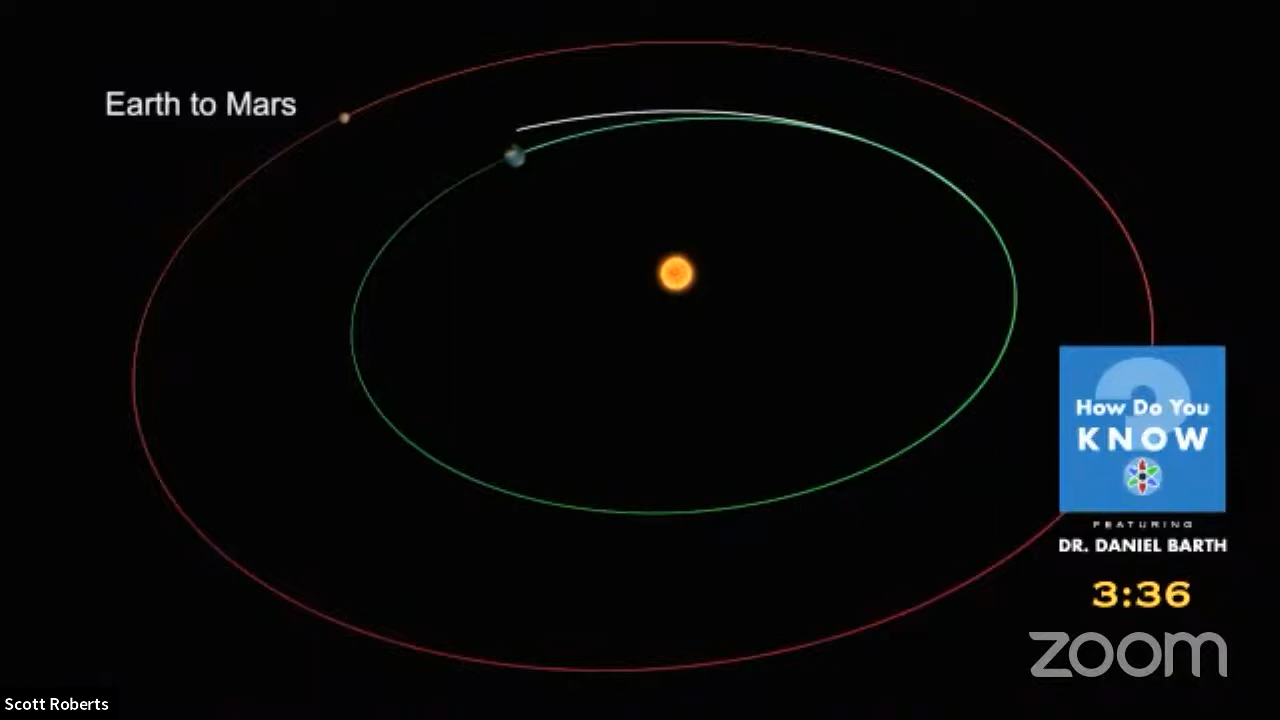 Earth to Mars
?
How Do You
KNOW
FEATURING
DR. DANIEL BARTH
3:36
zoom
Scott Roberts